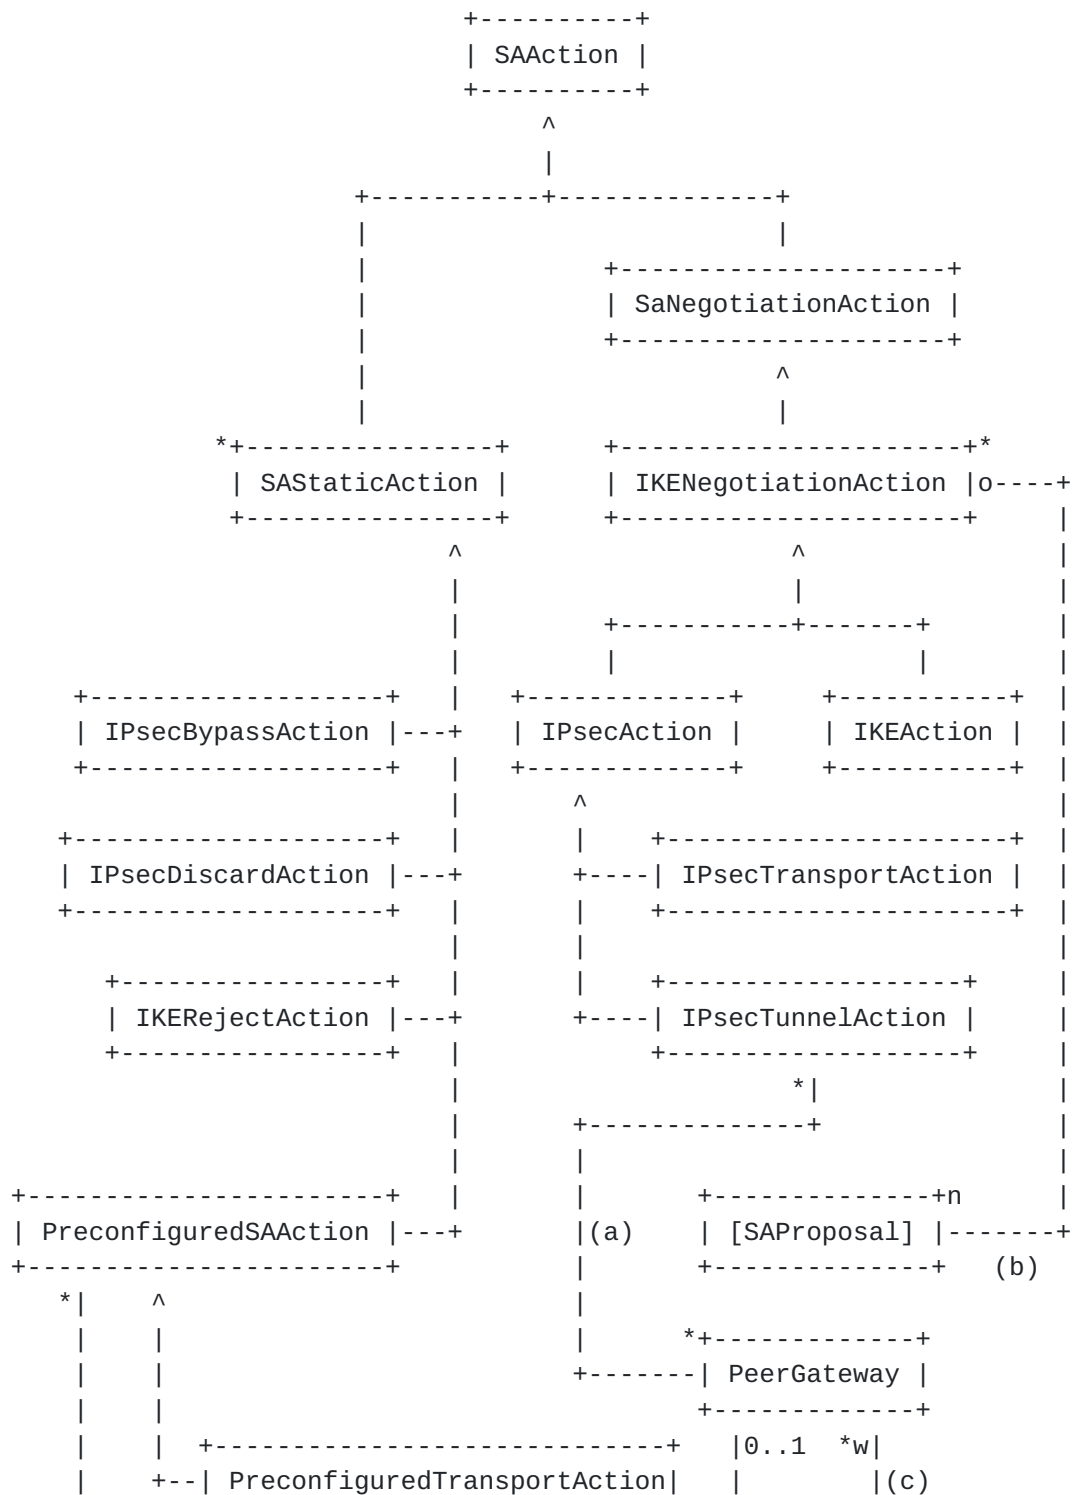 +----------+
                             | SAAction |
                             +----------+
                                  ^
                                  |
                      +-----------+--------------+
                      |                          |
                      |               +---------------------+
                      |               | SaNegotiationAction |
                      |               +---------------------+
                      |                          ^
                      |                          |
             *+----------------+      +----------------------+*
              | SAStaticAction |      | IKENegotiationAction |o----+
              +----------------+      +----------------------+     |
                            ^                     ^                |
                            |                     |                |
                            |         +-----------+-------+        |
                            |         |                   |        |
    +-------------------+   |   +-------------+     +-----------+  |
    | IPsecBypassAction |---+   | IPsecAction |     | IKEAction |  |
    +-------------------+   |   +-------------+     +-----------+  |
                            |       ^                              |
   +--------------------+   |       |    +----------------------+  |
   | IPsecDiscardAction |---+       +----| IPsecTransportAction |  |
   +--------------------+   |       |    +----------------------+  |
                            |       |                              |
      +-----------------+   |       |    +-------------------+     |
      | IKERejectAction |---+       +----| IPsecTunnelAction |     |
      +-----------------+   |            +-------------------+     |
                            |                     *|               |
                            |       +--------------+               |
                            |       |                              |
+-----------------------+   |       |       +--------------+n      |
| PreconfiguredSAAction |---+       |(a)    | [SAProposal] |-------+
+-----------------------+           |       +--------------+   (b)
   *|    ^                          |
    |    |                          |      *+-------------+
    |    |                          +-------| PeerGateway |
    |    |                                  +-------------+
    |    |  +-----------------------------+   |0..1  *w|
    |    +--| PreconfiguredTransportAction|   |        |(c)